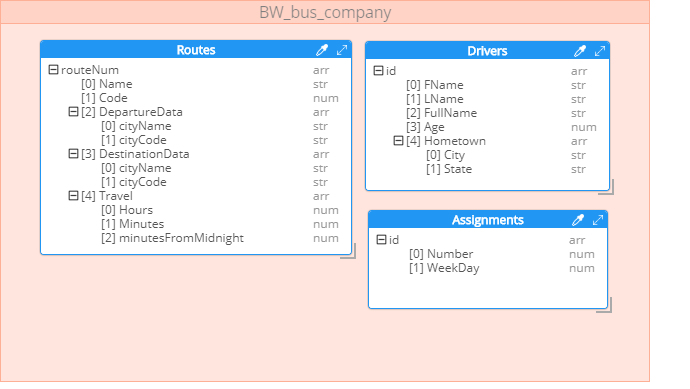 BW_bus_company
Routes
routeNum arr
[0] Name str
[1] Code num
[2] DepartureData arr
[0] cityName str
[1] cityCode str
[3] DestinationData arr
[0] cityName str
[1] cityCode str
[4] Travel arr
[0] Hours num
[1] Minutes num
[2] minutesFromMidnight num
Drivers
id arr
[0] FName str
[1] LName str
[2] FullName str
[3] Age num
[4] Hometown arr
[0] City str
[1] State str
Assignments
id arr
[0] Number num
[1] WeekDay num